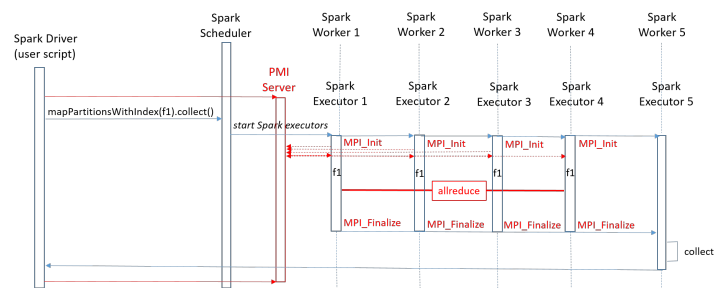 Spark Driver
(user script)
Spark
Scheduler
PMI
Server
Spark
Worker 1
Spark
Worker 2
Spark
Worker 3
Spark
Worker 4
Spark
Worker 5
Spark
Executor 1
Spark
Executor 2
Spark
Executor 3
Spark
Executor 4
Spark
Executor 5
mapPartitionsWithIndex(f1).collect()
start Spark executors
MPI_Init
MPI_Init
MPI_Init
MPI_Init
f1
f1
f1
f1
allreduce
MPI_Finalize
MPI_Finalize
MPI_Finalize
MPI_Finalize
collect